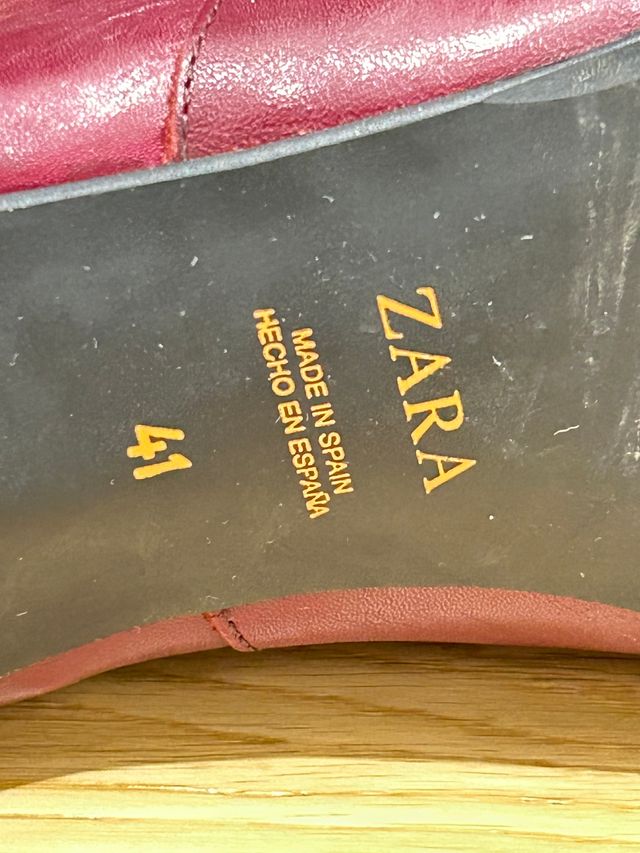 ZARA
MADE IN SPAIN
HECHO EN ESPAÑA
41